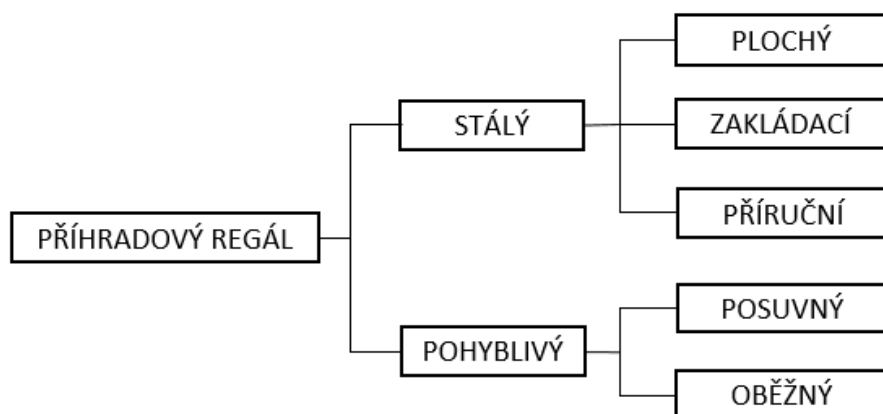 PŘÍHRADOVÝ REGÁL
STÁLÝ
PLOCHÝ
ZAKLÁDACÍ
PŘÍRUČNÍ
POHYBLIVÝ
POSUVNÝ
OBĚŽNÝ